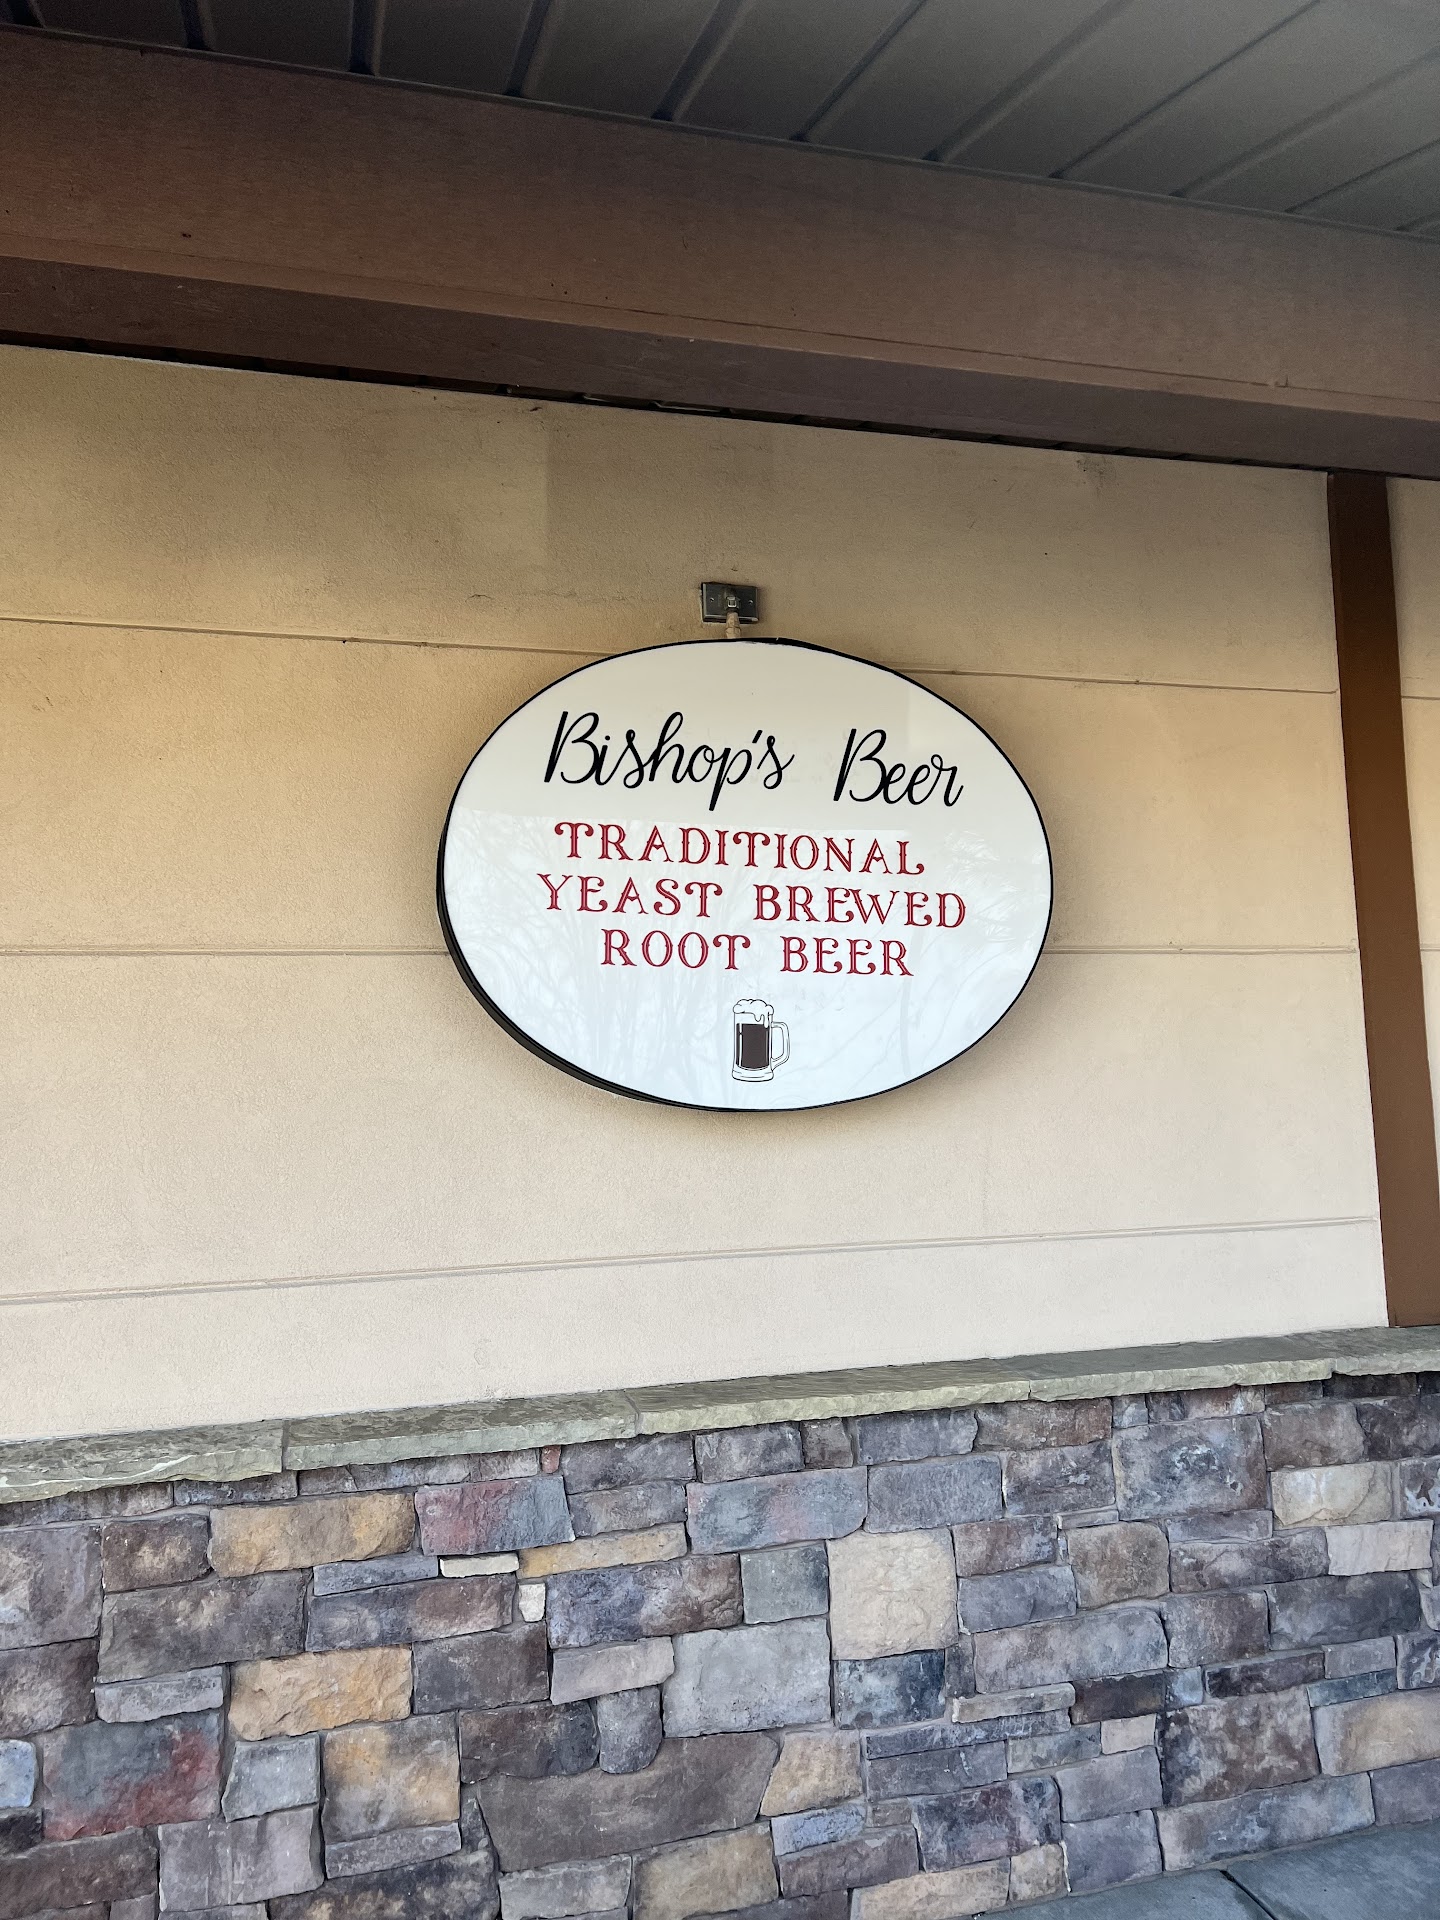 Bishop's Beer
TRADITIONAL
YEAST BREWED
ROOT BEER